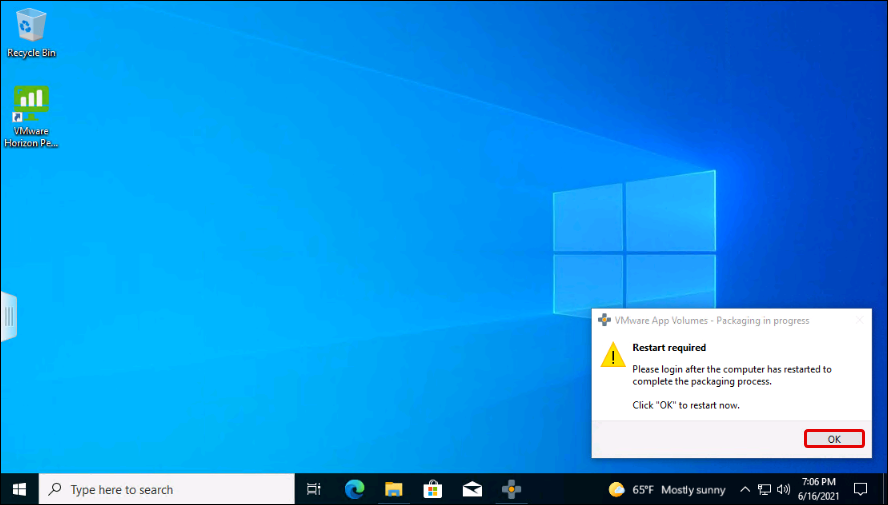 Recycle Bin
VMware
Horizon Pe...
VMware App Volumes - Packaging in progress
Restart required
Please login after the computer has restarted to
complete the packaging process.
Click "OK" to restart now.
OK
Type here to search
65°F Mostly sunny
7:06 PM
6/16/2021